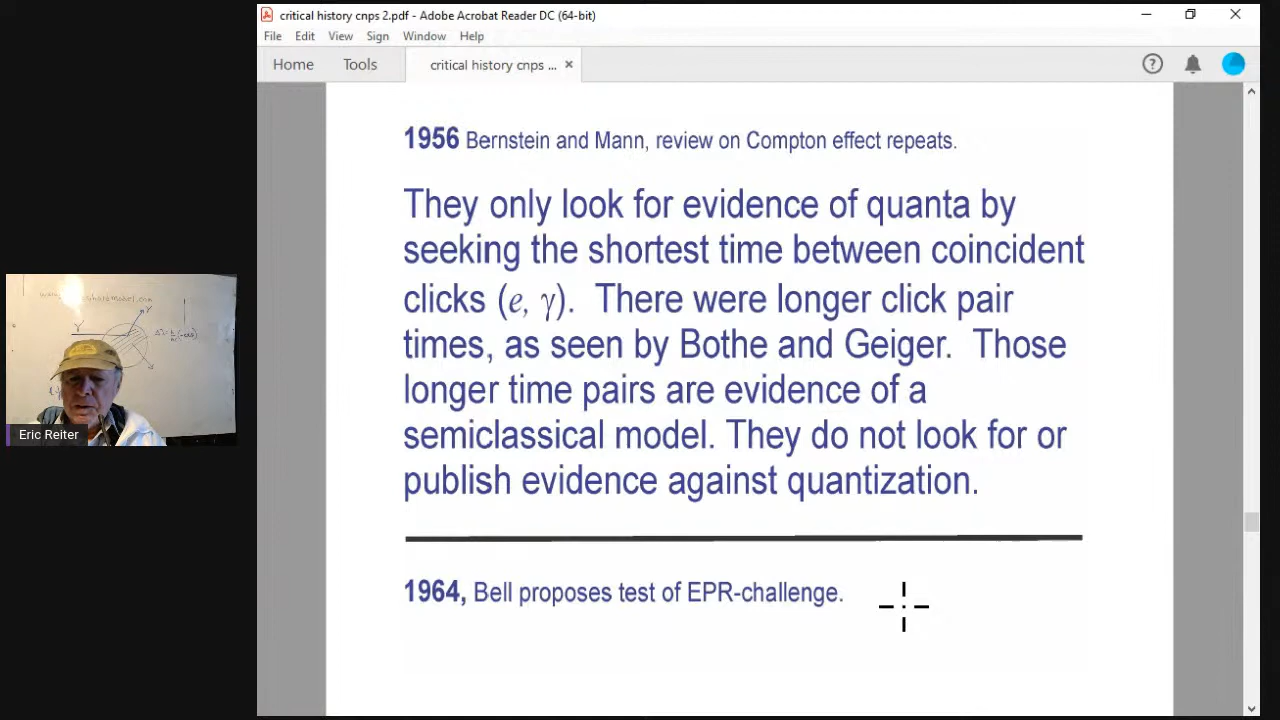 critical history cnps 2.pdf - Adobe Acrobat Reader DC (64-bit)
File Edit View Sign Window Help
Home Tools critical history cnps ... ×
1956 Bernstein and Mann, review on Compton effect repeats.
They only look for evidence of quanta by
seeking the shortest time between coincident
clicks (e, γ). There were longer click pair
times, as seen by Bothe and Geiger. Those
longer time pairs are evidence of a
semiclassical model. They do not look for or
publish evidence against quantization.
1964, Bell proposes test of EPR-challenge.
Eric Reiter